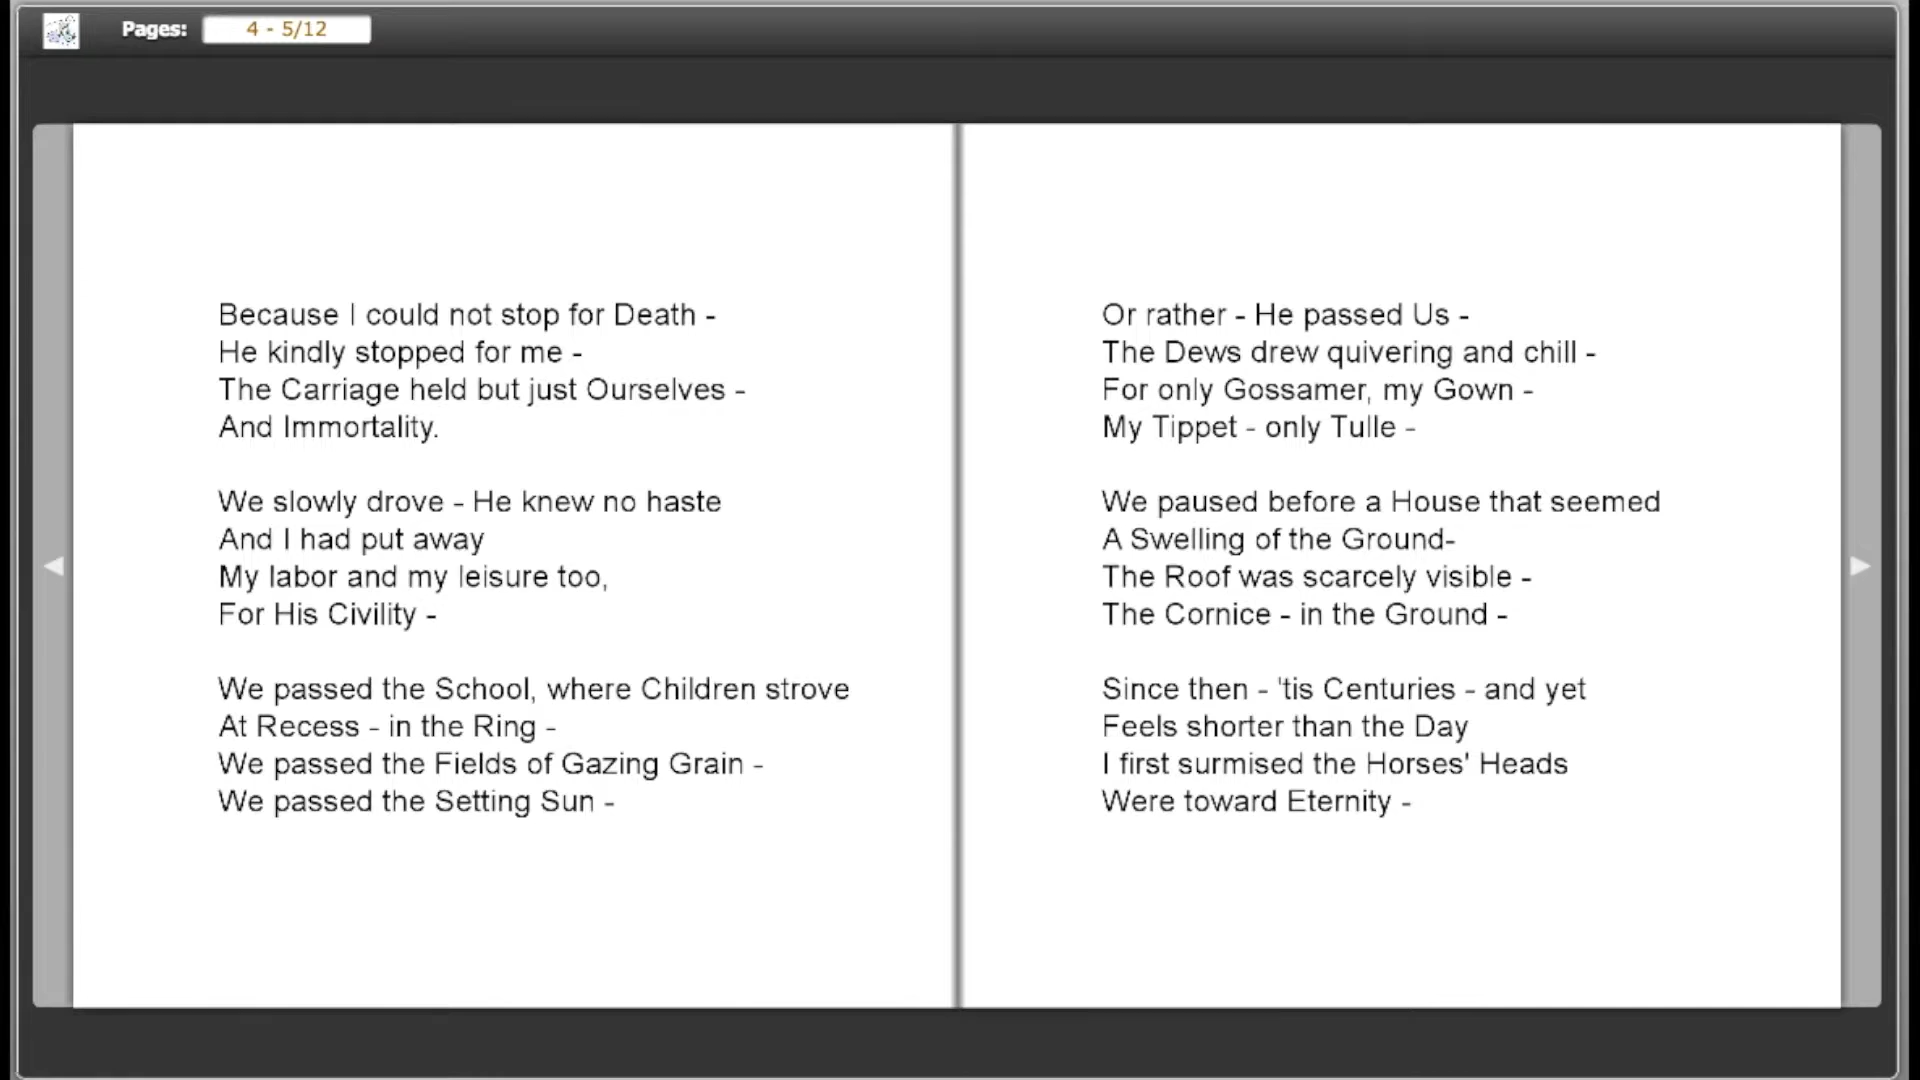 Pages: 4 - 5/12
Because I could not stop for Death -
He kindly stopped for me -
The Carriage held but just Ourselves -
And Immortality.
We slowly drove - He knew no haste
And I had put away
My labor and my leisure too,
For His Civility -
We passed the School, where Children strove
At Recess - in the Ring -
We passed the Fields of Gazing Grain -
We passed the Setting Sun -
Or rather - He passed Us -
The Dews drew quivering and chill -
For only Gossamer, my Gown -
My Tippet - only Tulle -
We paused before a House that seemed
A Swelling of the Ground-
The Roof was scarcely visible -
The Cornice - in the Ground -
Since then - 'tis Centuries - and yet
Feels shorter than the Day
I first surmised the Horses' Heads
Were toward Eternity -